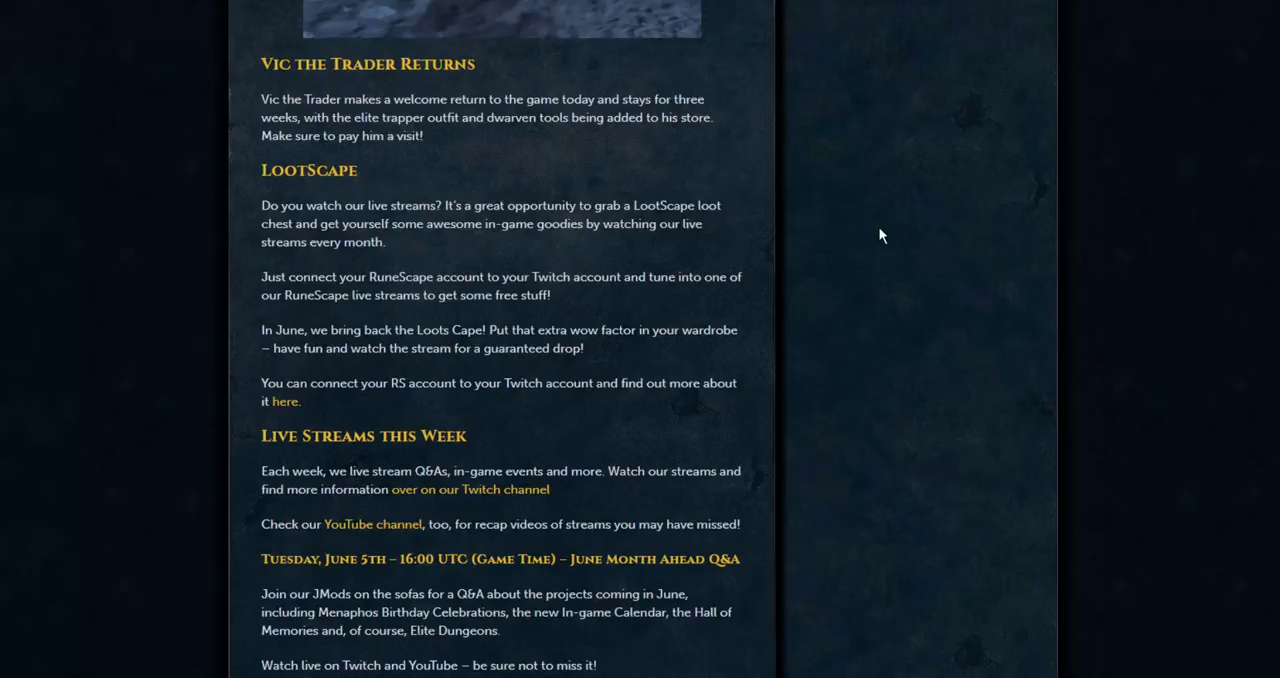 Vic the Trader Returns
Vic the Trader makes a welcome return to the game today and stays for three
weeks, with the elite trapper outfit and dwarven tools being added to his store.
Make sure to pay him a visit!
LootScape
Do you watch our live streams? It's a great opportunity to grab a LootScape loot
chest and get yourself some awesome in-game goodies by watching our live
streams every month.
Just connect your RuneScape account to your Twitch account and tune into one of
our RuneScape live streams to get some free stuff!
In June, we bring back the Loots Cape! Put that extra wow factor in your wardrobe
– have fun and watch the stream for a guaranteed drop!
You can connect your RS account to your Twitch account and find out more about
it here.
Live Streams this Week
Each week, we live stream Q&As, in-game events and more. Watch our streams and
find more information over on our Twitch channel
Check our YouTube channel, too, for recap videos of streams you may have missed!
Tuesday, June 5th – 16:00 UTC (Game Time) – June Month Ahead Q&A
Join our JMods on the sofas for a Q&A about the projects coming in June,
including Menaphos Birthday Celebrations, the new In-game Calendar, the Hall of
Memories and, of course, Elite Dungeons.
Watch live on Twitch and YouTube – be sure not to miss it!